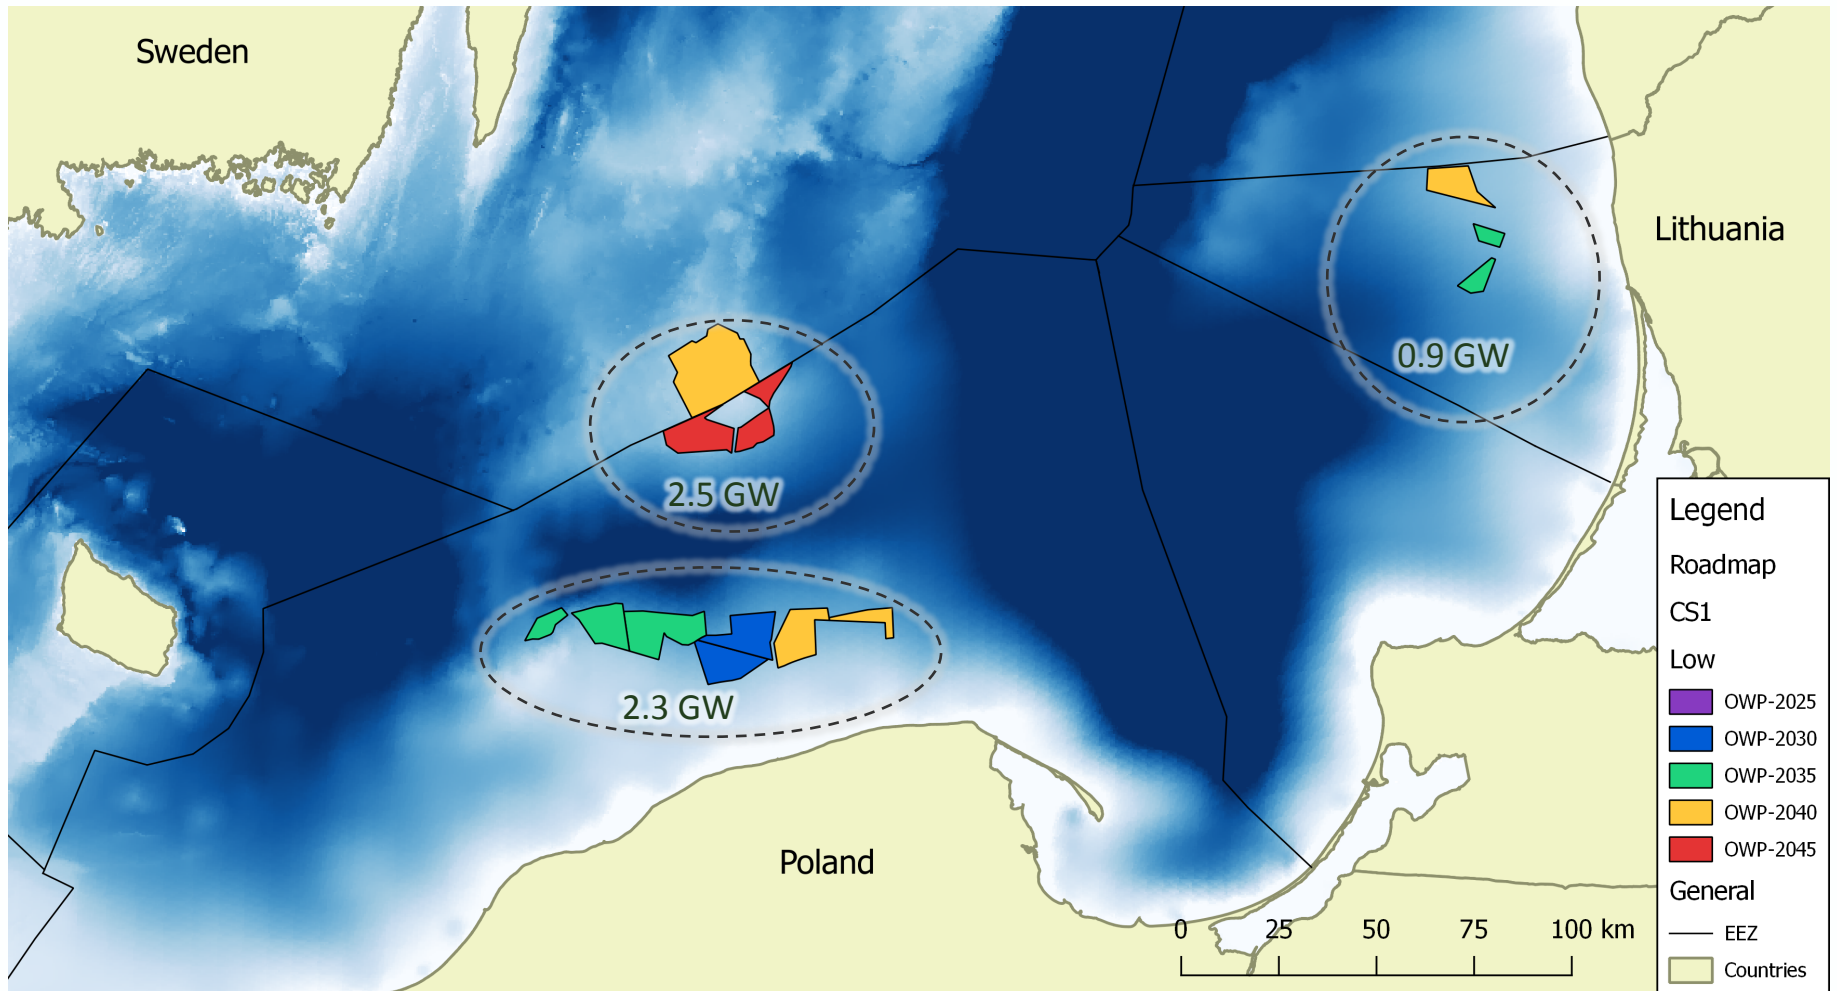 Sweden
Lithuania
0.9 GW
2.5 GW
2.3 GW
Poland
0 25 50 75 100 km
Legend
Roadmap
CS1
Low
OWP-2025
OWP-2030
OWP-2035
OWP-2040
OWP-2045
General
EEZ
Countries